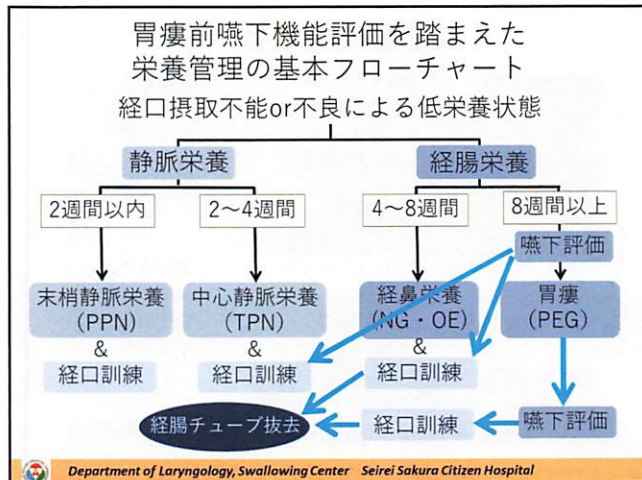 胃瘻前嚥下機能評価を踏まえた
栄養管理の基本フローチャート
経口摂取不能or不良による低栄養状態
静脈栄養
経腸栄養
2週間以内
2~4週間
4~8週間
8週間以上
嚥下評価
末梢静脈栄養
(PPN)
中心静脈栄養
(TPN)
経鼻栄養
(NG・OE)
胃瘻
(PEG)
&
&
&
経口訓練
経口訓練
経口訓練
経腸チューブ抜去
経口訓練
嚥下評価
Department of Laryngology, Swallowing Center Seirei Sakura Citizen Hospital